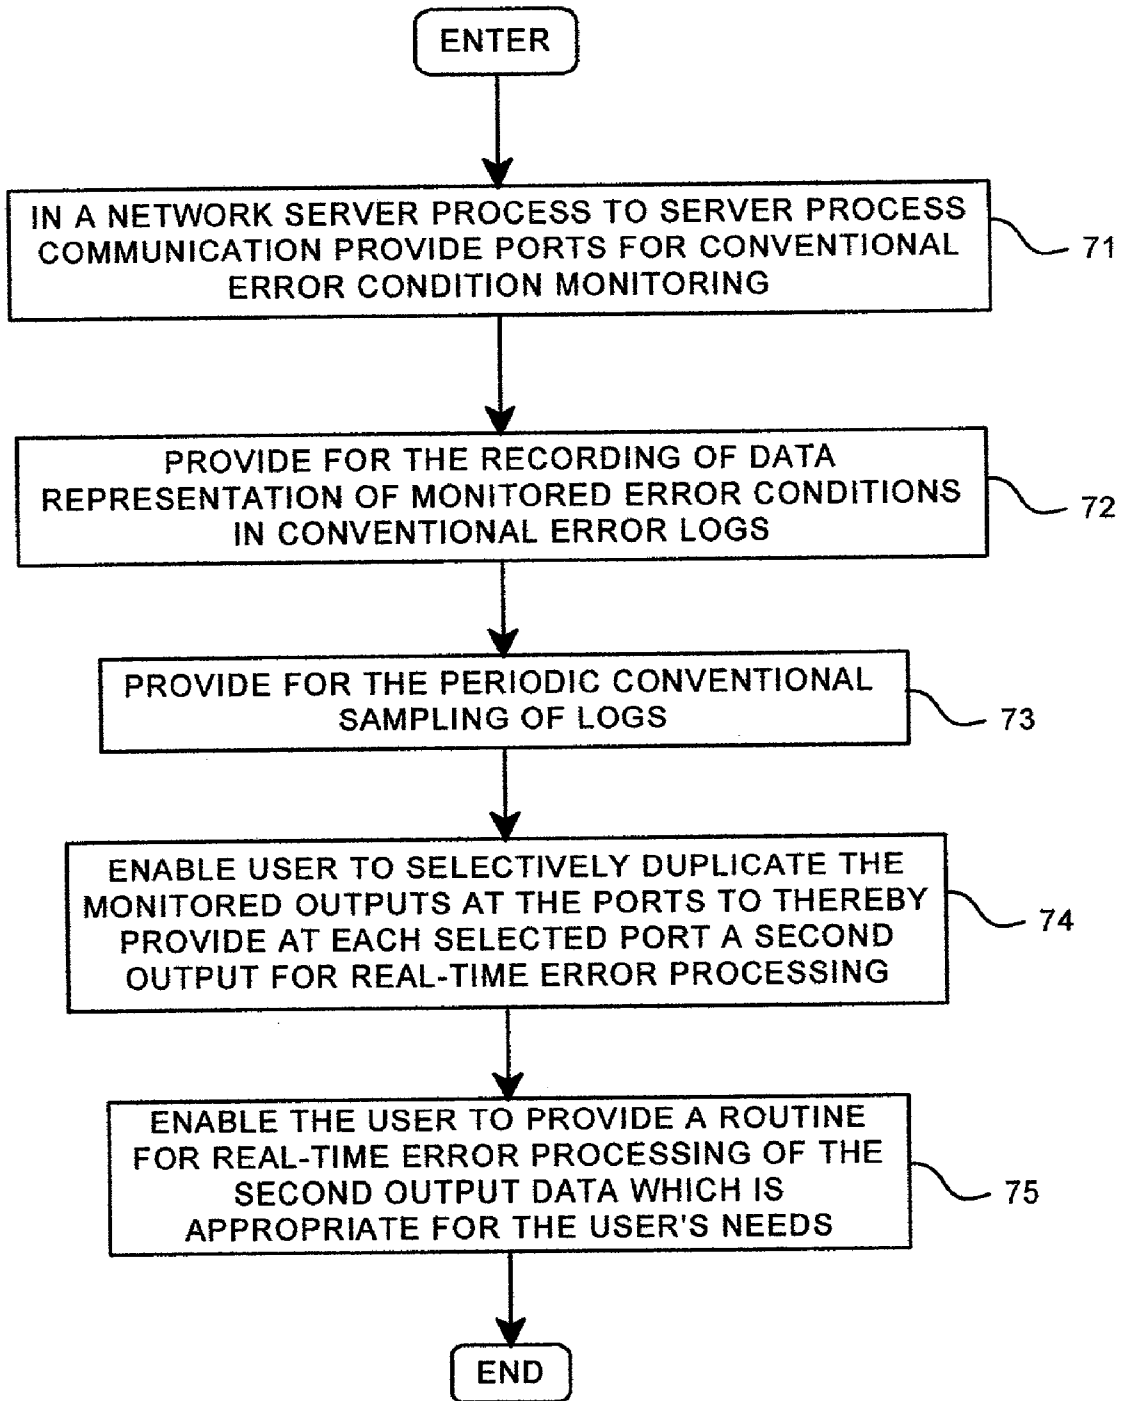 ENTER
IN A NETWORK SERVER PROCESS TO SERVER PROCESS
COMMUNICATION PROVIDE PORTS FOR CONVENTIONAL
ERROR CONDITION MONITORING
71
PROVIDE FOR THE RECORDING OF DATA
REPRESENTATION OF MONITORED ERROR CONDITIONS
IN CONVENTIONAL ERROR LOGS
72
PROVIDE FOR THE PERIODIC CONVENTIONAL
SAMPLING OF LOGS
73
ENABLE USER TO SELECTIVELY DUPLICATE THE
MONITORED OUTPUTS AT THE PORTS TO THEREBY
PROVIDE AT EACH SELECTED PORT A SECOND
OUTPUT FOR REAL-TIME ERROR PROCESSING
74
ENABLE THE USER TO PROVIDE A ROUTINE
FOR REAL-TIME ERROR PROCESSING OF THE
SECOND OUTPUT DATA WHICH IS
APPROPRIATE FOR THE USER'S NEEDS
75
END